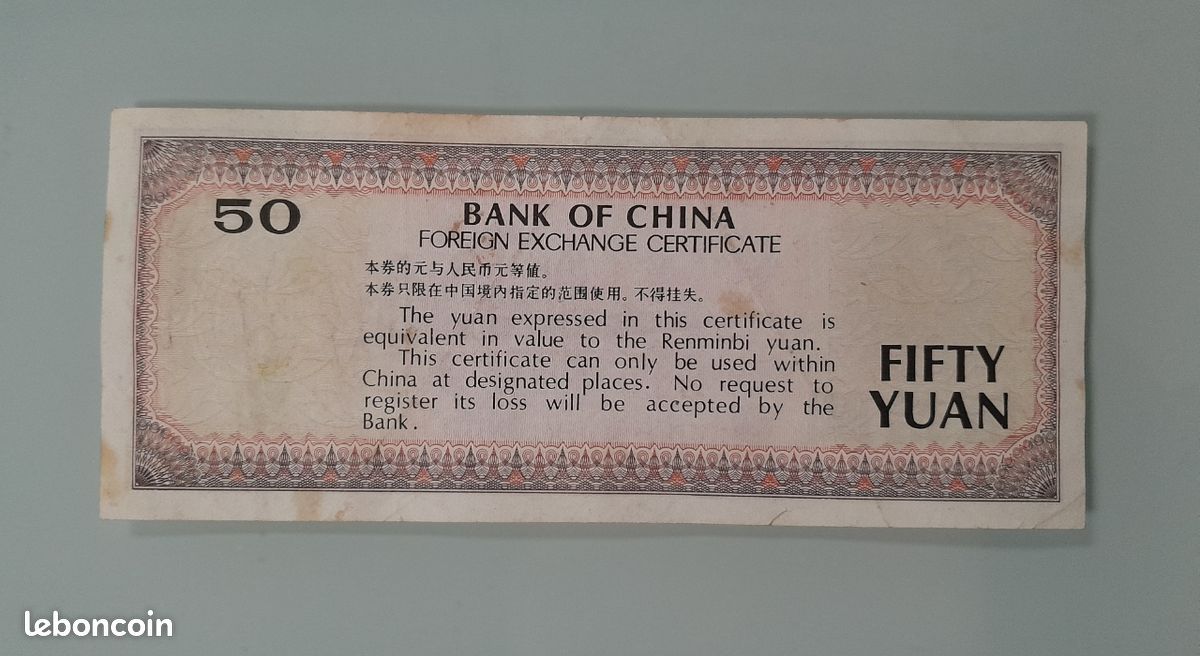 50
BANK OF CHINA
FOREIGN EXCHANGE CERTIFICATE
本券的元与人民币元等值。
本券只限在中国境内指定的范围使用。不得挂失。
The yuan expressed in this certificate is
equivalent in value to the Renminbi yuan.
This certificate can only be used within
China at designated places. No request to
register its loss will be accepted by the
Bank.
FIFTY
YUAN
leboncoin